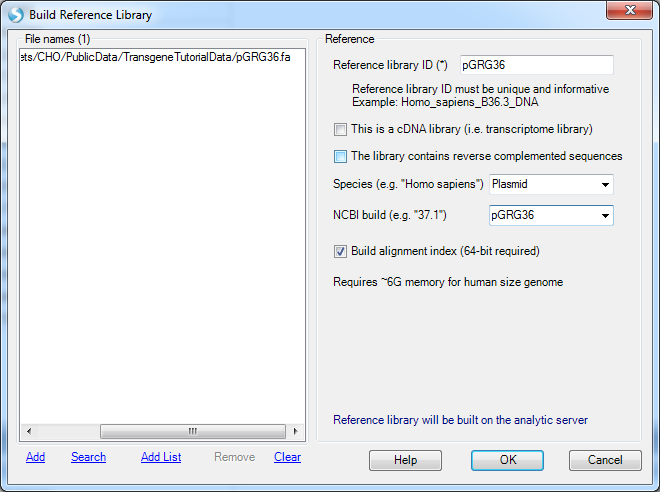 Build Reference Library
File names (1)
ets/CHO/PublicData/TransgeneTutorialData/pGRG36.fa
Add
Search
Add List
Remove
Clear
Reference
Reference library ID (*)
pGRG36
Reference library ID must be unique and informative
Example: Homo_sapiens_B36.3_DNA
This is a cDNA library (i.e. transcriptome library)
The library contains reverse complemented sequences
Species (e.g. "Homo sapiens")
Plasmid
NCBI build (e.g. "37.1")
pGRG36
Build alignment index (64-bit required)
Requires ~6G memory for human size genome
Reference library will be built on the analytic server
Help
OK
Cancel